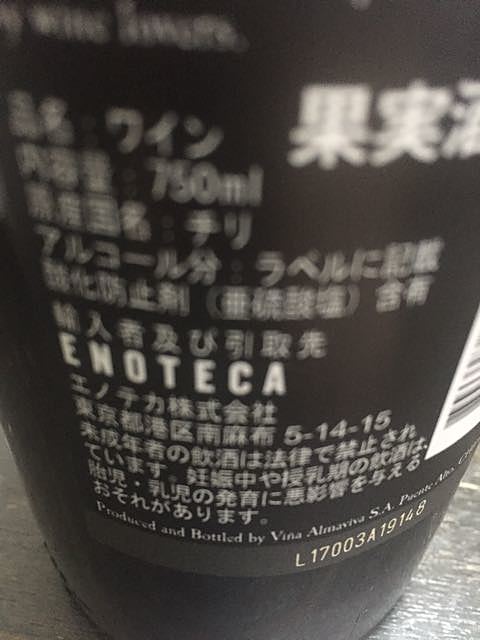 wine lovers.
果実酒
品名：ワイン
内容量：750ml
原産国名：チリ
アルコール分：ラベルに記載
酸化防止剤（亜硫酸塩）含有
輸入者及び引取先
ENOTECA
エノテカ株式会社
東京都港区南麻布 5-14-15
未成年者の飲酒は法律で禁止され
ています。妊娠中や授乳期の飲酒は、
胎児・乳児の発育に悪影響を与える
おそれがあります。
Produced and Bottled by Viña Almaviva S.A. Puente Alto,
L17003A19148